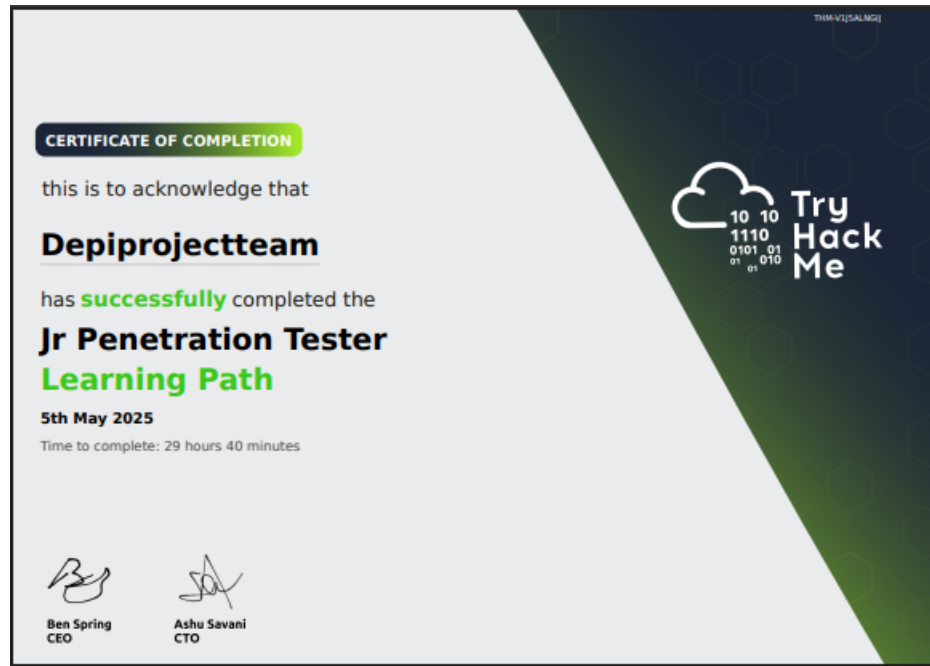 THM-V1J5ALNGIJ
CERTIFICATE OF COMPLETION
this is to acknowledge that
Depiprojectteam
has successfully completed the
Jr Penetration Tester
Learning Path
5th May 2025
Time to complete: 29 hours 40 minutes
10 10
1110
0101 01
01 010
01
Try
Hack
Me
Ben Spring
CEO
Ashu Savani
CTO